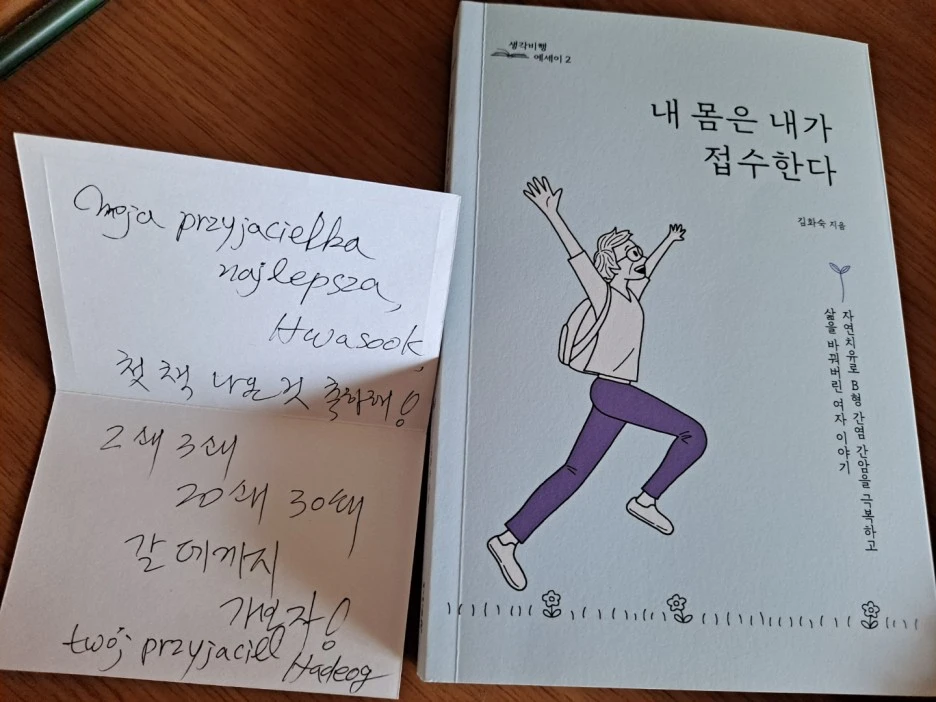 moja przyjacielka
najlepsza,
Hwasook,
첫 책 나온 것 축하해!
2쇄 3쇄
20쇄 30쇄
갈 데까지
가보자!
twój przyjaciel Hadeog
생각비행
에세이 2
내 몸은 내가
접수한다
김화숙 지음
자연치유로 B형 간염 간암을 극복하고
삶을 바꿔버린 여자 이야기